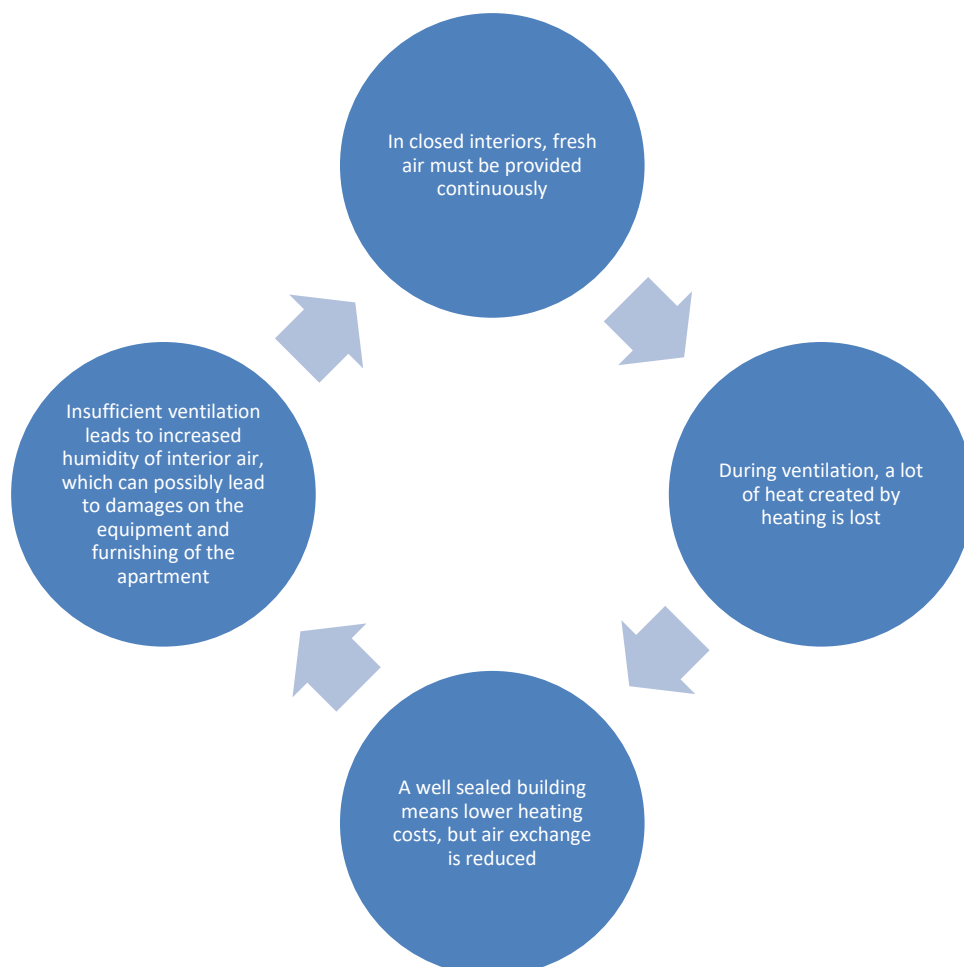 In closed interiors, fresh
air must be provided
continuously
During ventilation, a lot
of heat created by
heating is lost
A well sealed building
means lower heating
costs, but air exchange
is reduced
Insufficient ventilation
leads to increased
humidity of interior air,
which can possibly lead
to damages on the
equipment and
furnishing of the
apartment